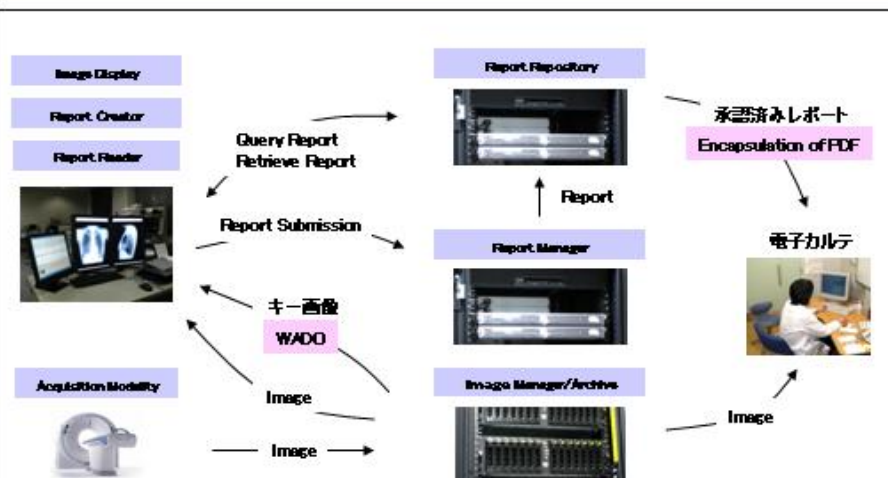 Image Display
Report Creator
Report Reader
Query Report
Retrieve Report
Report Submission
キー画像
WADO
Image
Acquisition Modality
Image
Report Repository
Report
Report Manager
Image Manager/Archive
承認済みレポート
Encapsulation of PDF
電子カルテ
Image